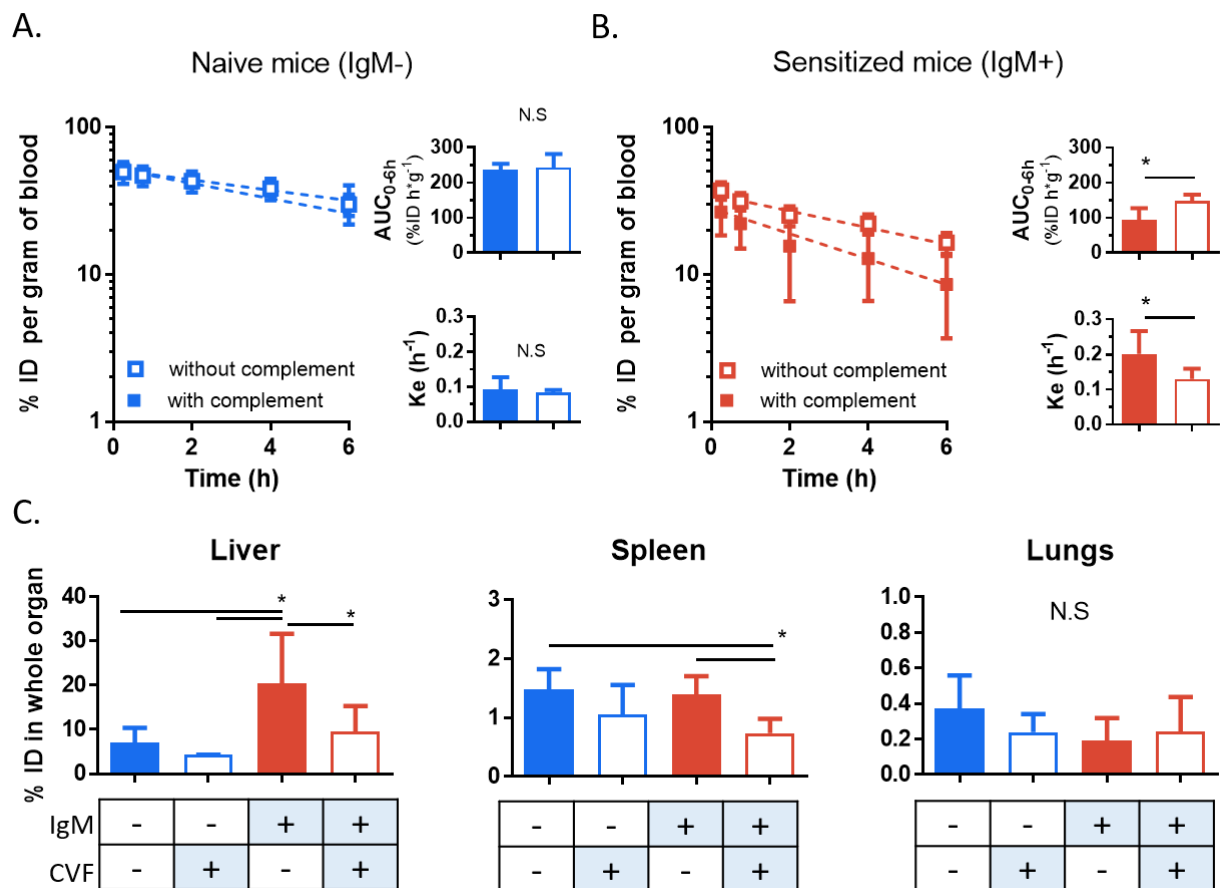 A.
Naive mice (IgM-)
% ID per gram of blood
100
10
1
0 2 4 6
Time (h)
without complement
with complement
N.S
AUC0-6h
(%ID h*g-1)
300
200
100
0
N.S
Ke (h-1)
0.3
0.2
0.1
0.0
B.
Sensitized mice (IgM+)
% ID per gram of blood
100
10
1
0 2 4 6
Time (h)
without complement
with complement
*
AUC0-6h
(%ID h*g-1)
300
200
100
0
*
Ke (h-1)
0.3
0.2
0.1
0.0
C.
Liver
% ID in whole organ
40
30
20
10
0
* *
Spleen
3
2
1
0
*
Lungs
1.0
0.8
0.6
0.4
0.2
0.0
N.S
IgM - - + + - - + + - - + +
CVF - + - + - + - + - + - +